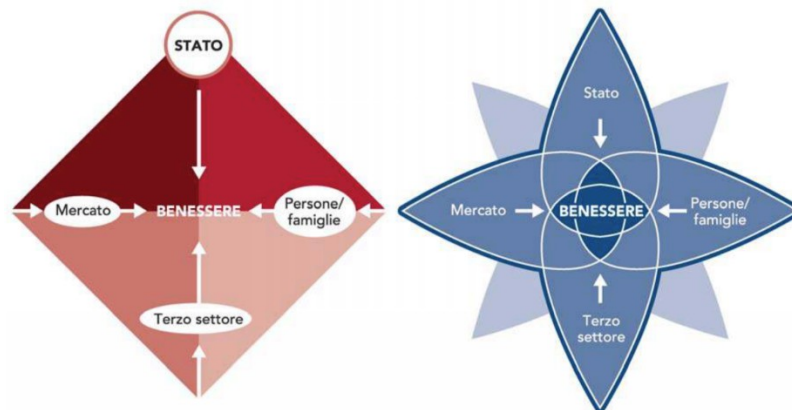 STATO
Mercato
BENESSERE
Persone/
famiglie
Terzo settore
Stato
Mercato
BENESSERE
Persone/
famiglie
Terzo
settore